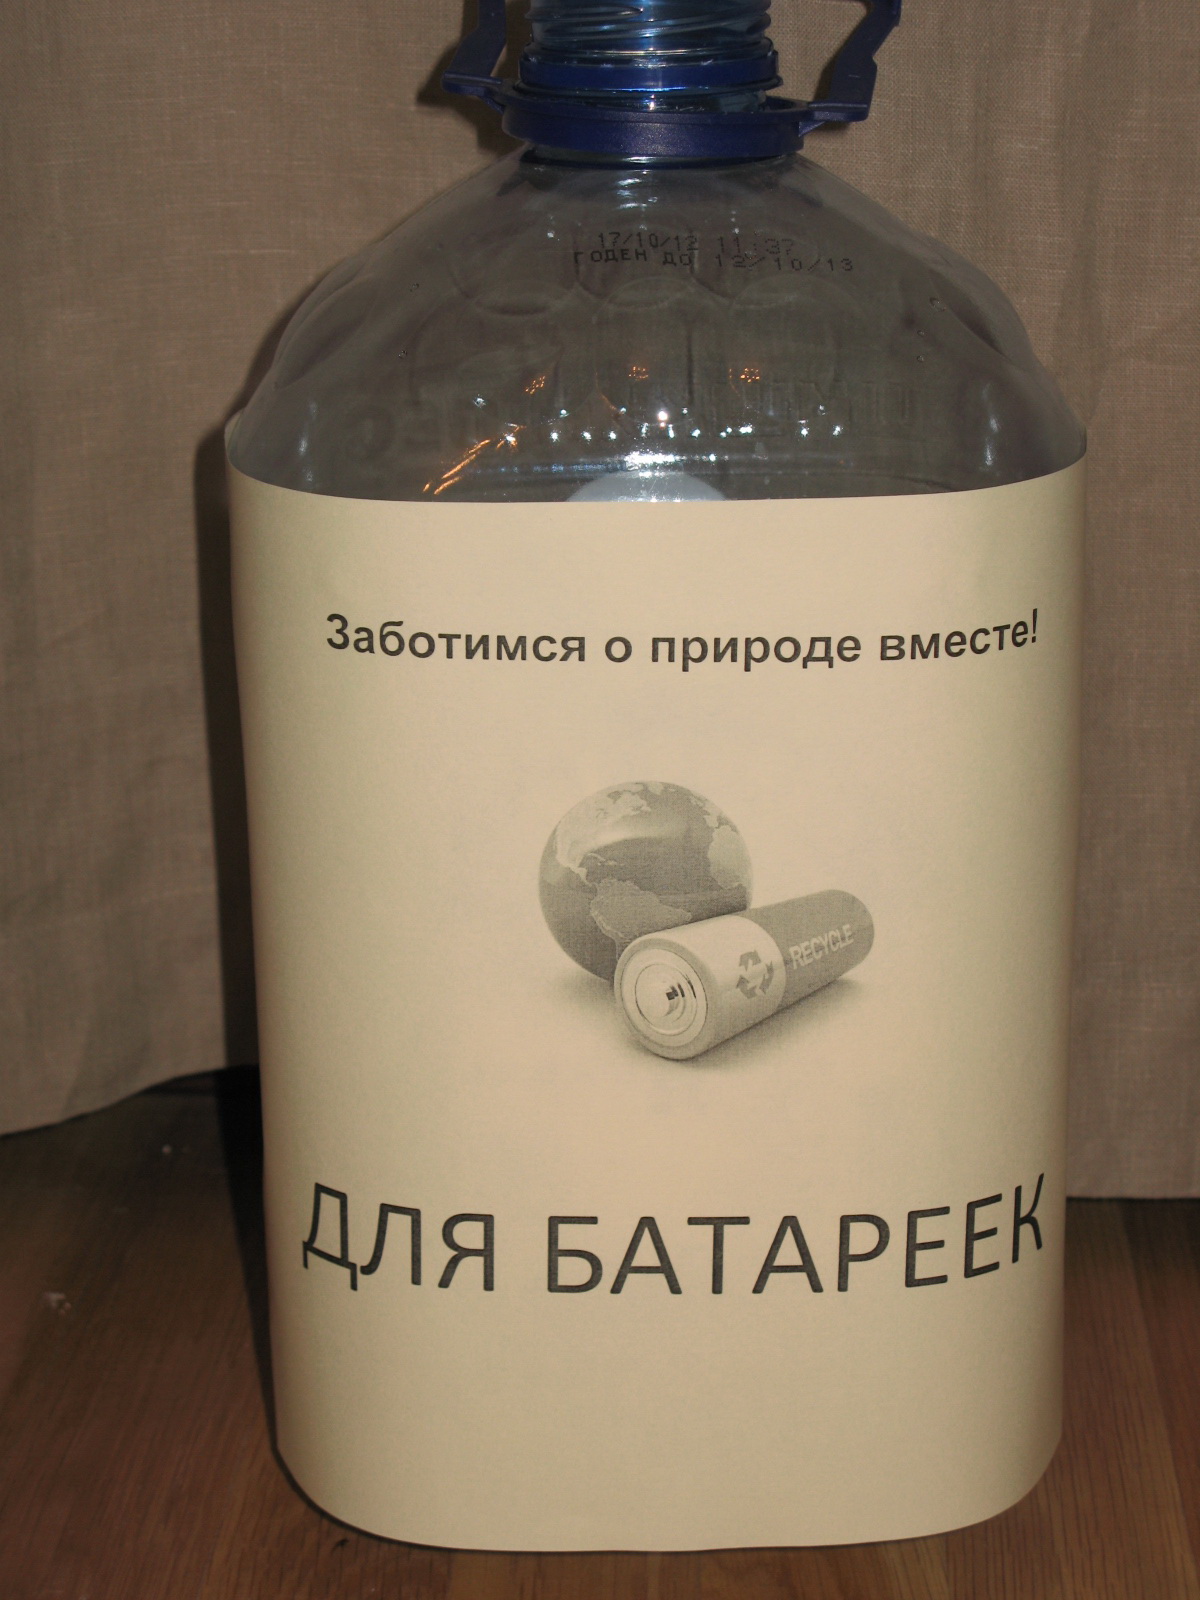 17/10/12 11:37
ГОДЕН ДО 12/10/13
Заботимся о природе вместе!
RECYCLE
ДЛЯ БАТАРЕЕК